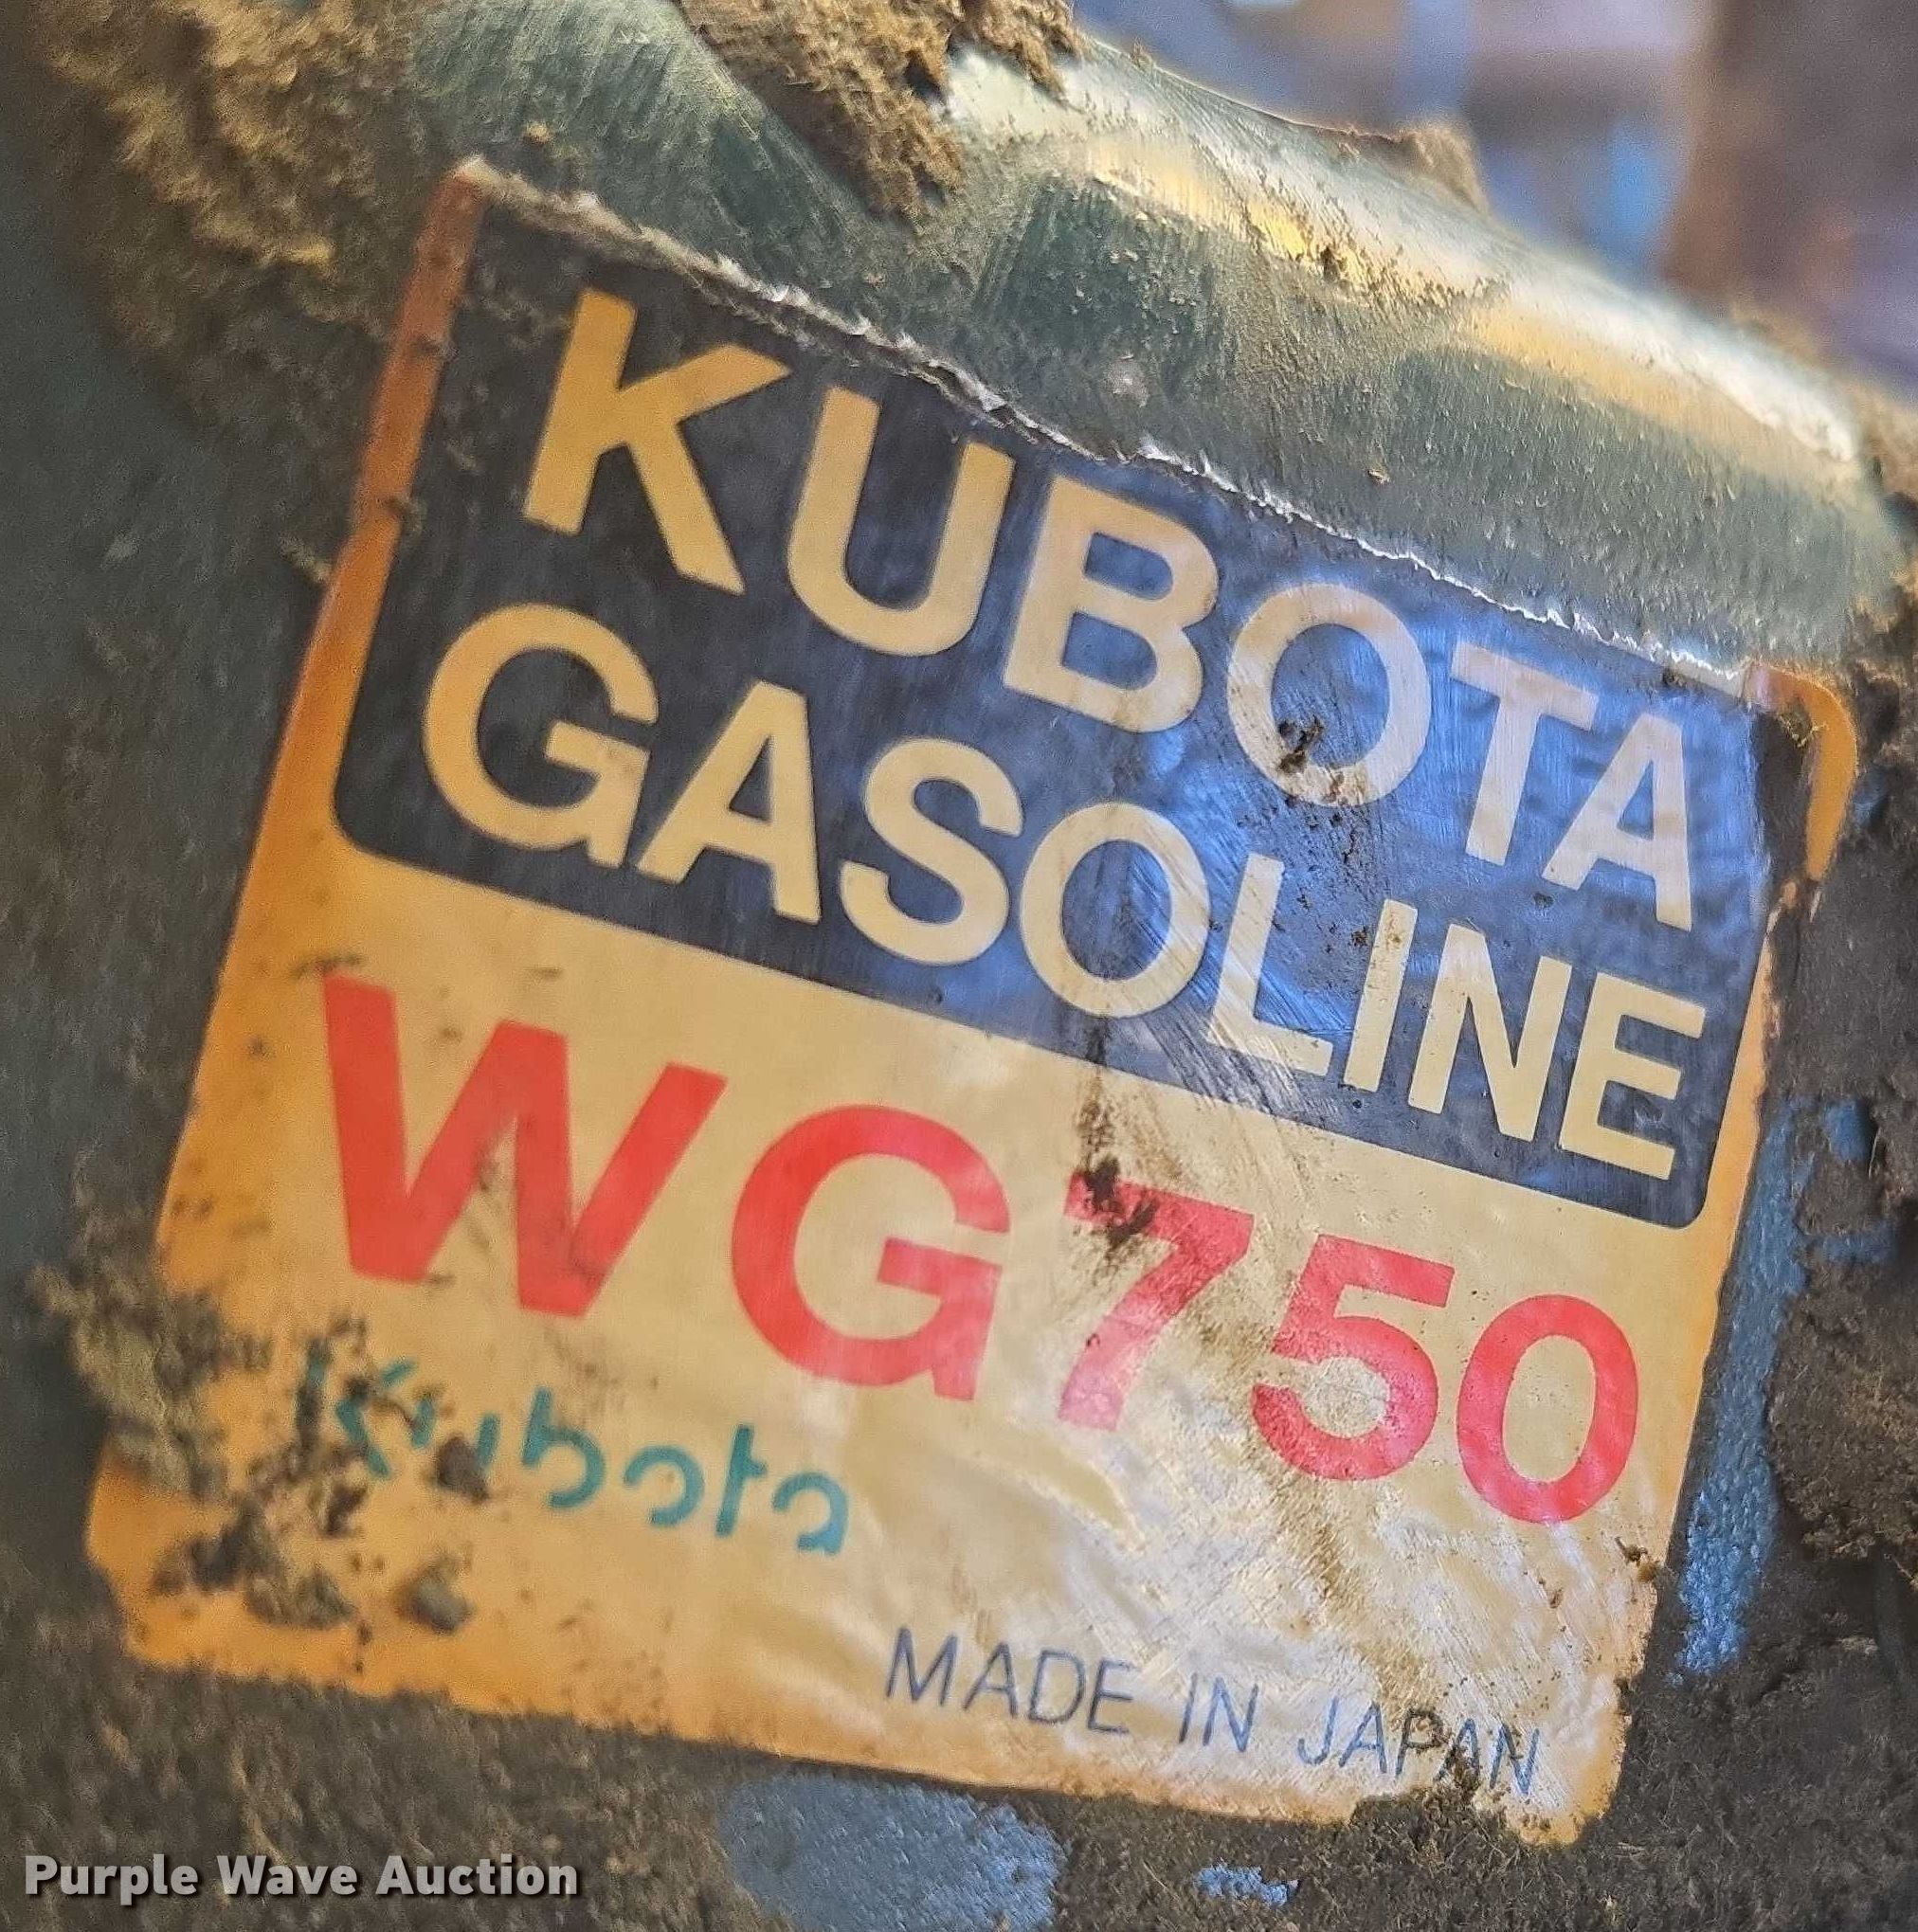 KUBOTA
GASOLINE
WG750
Kubota
MADE IN JAPAN
Purple Wave Auction